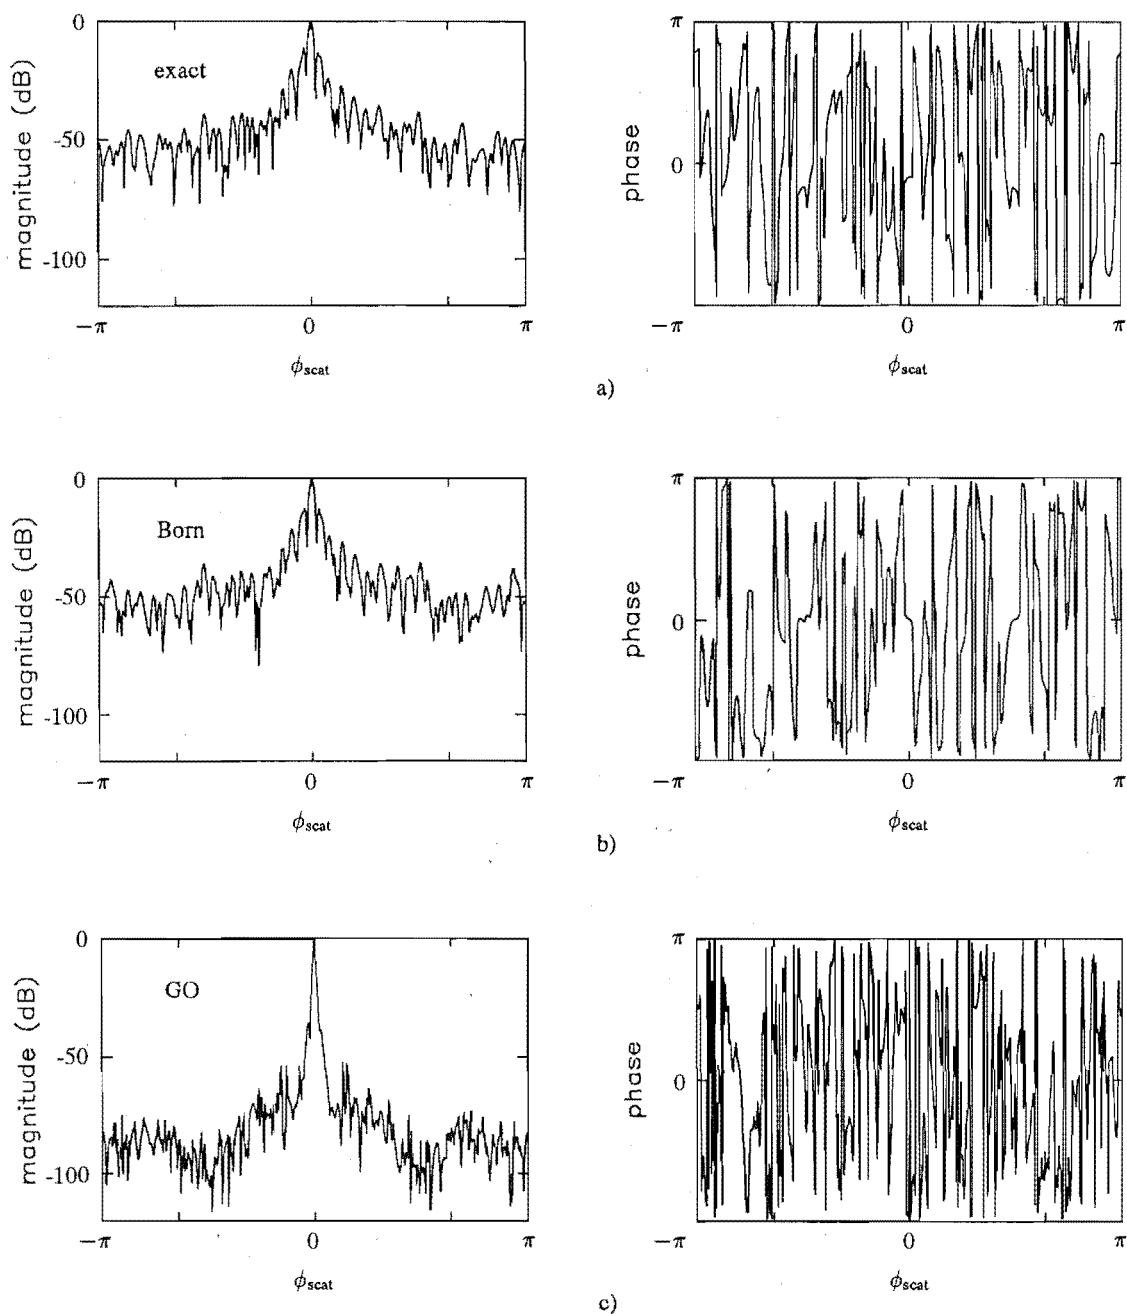 0
-50
-100
magnitude (dB)
exact
−π
0
π
ϕscat
π
0
phase
−π
0
π
ϕscat
a)
0
-50
-100
magnitude (dB)
Born
−π
0
π
ϕscat
π
0
phase
−π
0
π
ϕscat
b)
0
-50
-100
magnitude (dB)
GO
−π
0
π
ϕscat
π
0
phase
−π
0
π
ϕscat
c)